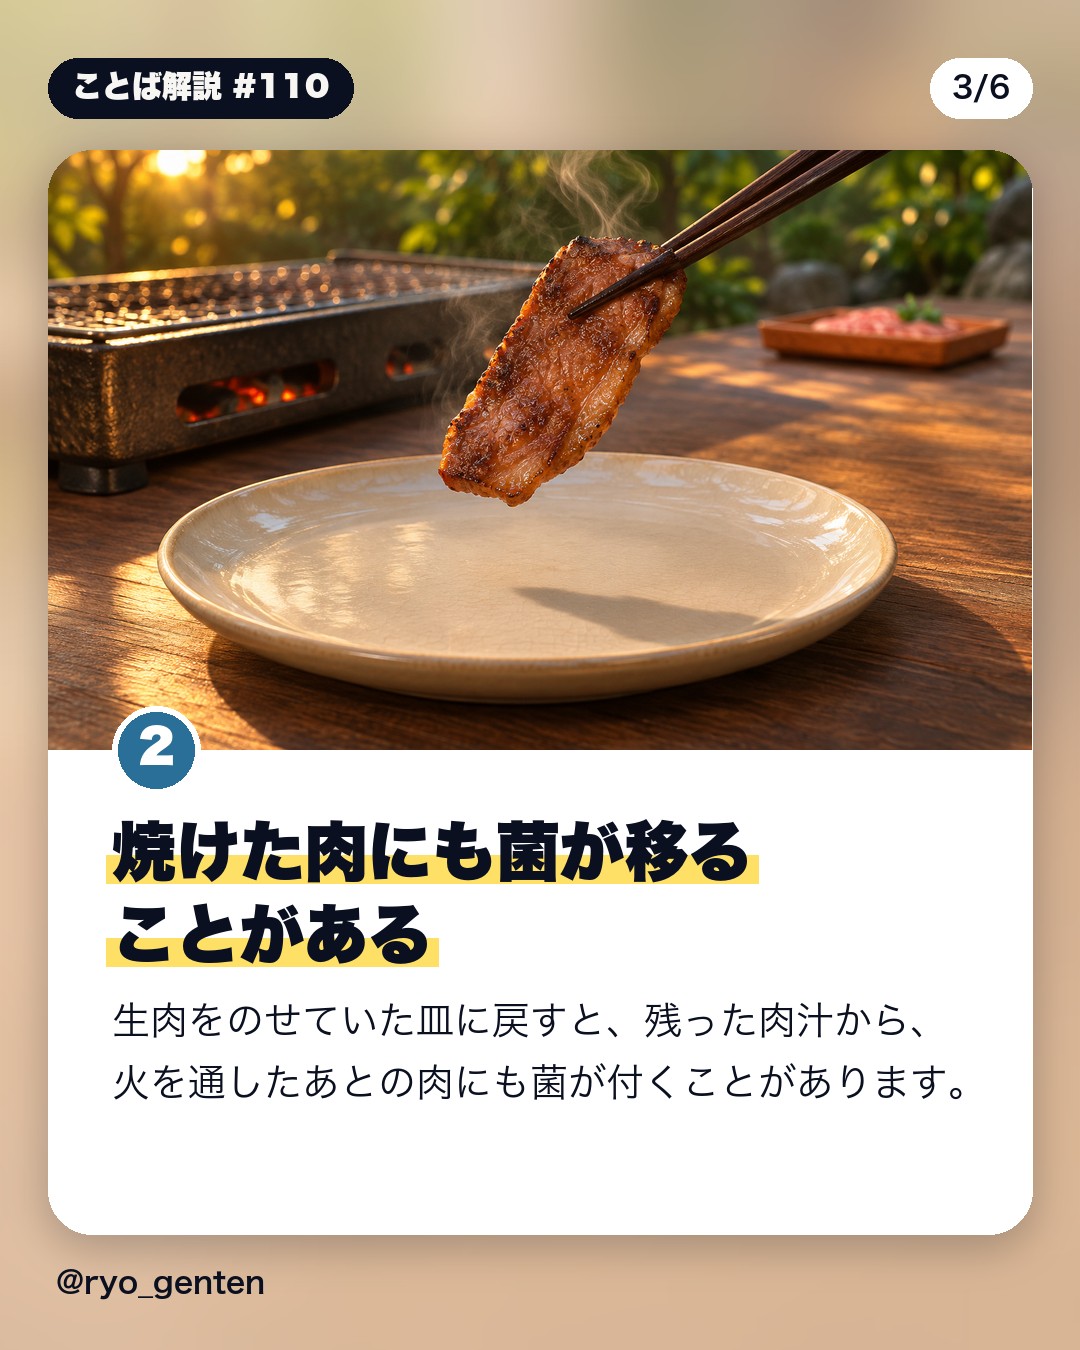 ことば解説 #110
3/6
2
焼けた肉にも菌が移る
ことがある
生肉をのせていた皿に戻すと、残った肉汁から、
火を通したあとの肉にも菌が付くことがあります。
@ryo_genten